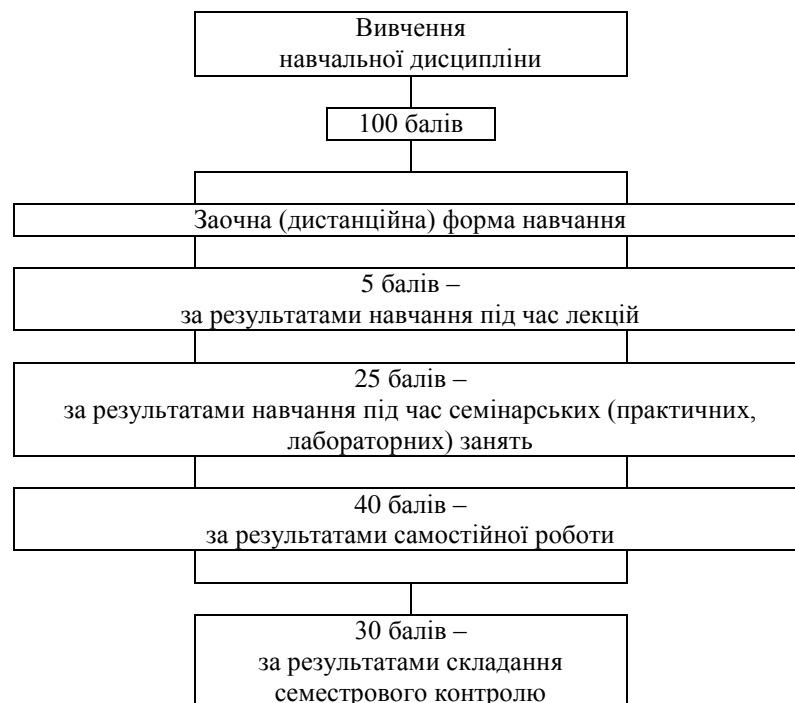 Вивчення
навчальної дисципліни
100 балів
Заочна (дистанційна) форма навчання
5 балів –
за результатами навчання під час лекцій
25 балів –
за результатами навчання під час семінарських (практичних,
лабораторних) занять
40 балів –
за результатами самостійної роботи
30 балів –
за результатами складання
семестрового контролю